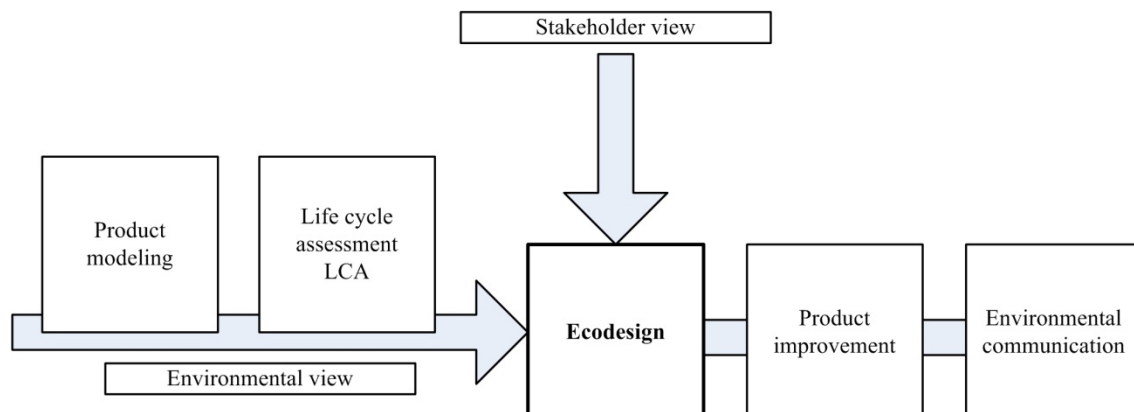 Stakeholder view
Product
modeling
Life cycle
assessment
LCA
Environmental view
Ecodesign
Product
improvement
Environmental
communication